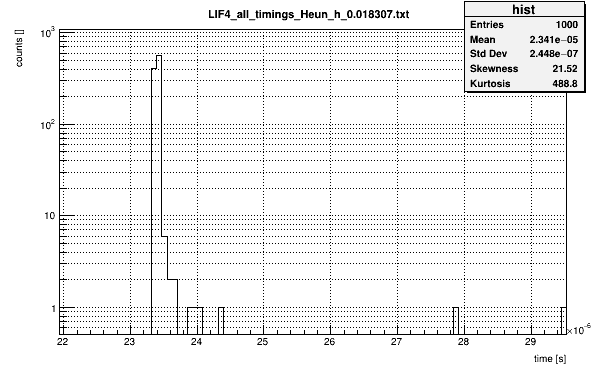 LIF4_all_timings_Heun_h_0.018307.txt
hist
Entries 1000
Mean 2.341e−05
Std Dev 2.448e−07
Skewness 21.52
Kurtosis 488.8
counts []
10³
10²
10
1
22 23 24 25 26 27 28 29
×10⁻⁶
time [s]